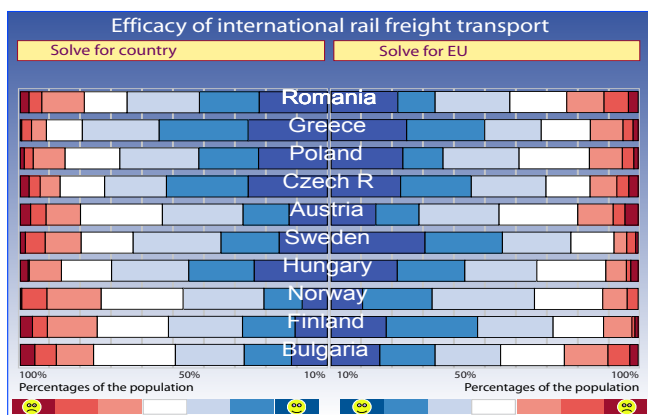 Efficacy of international rail freight transport
Solve for country Solve for EU
Romania
Greece
Poland
Czech R
Austria
Sweden
Hungary
Norway
Finland
Bulgaria
100% 50% 10% 10% 50% 100%
Percentages of the population Percentages of the population